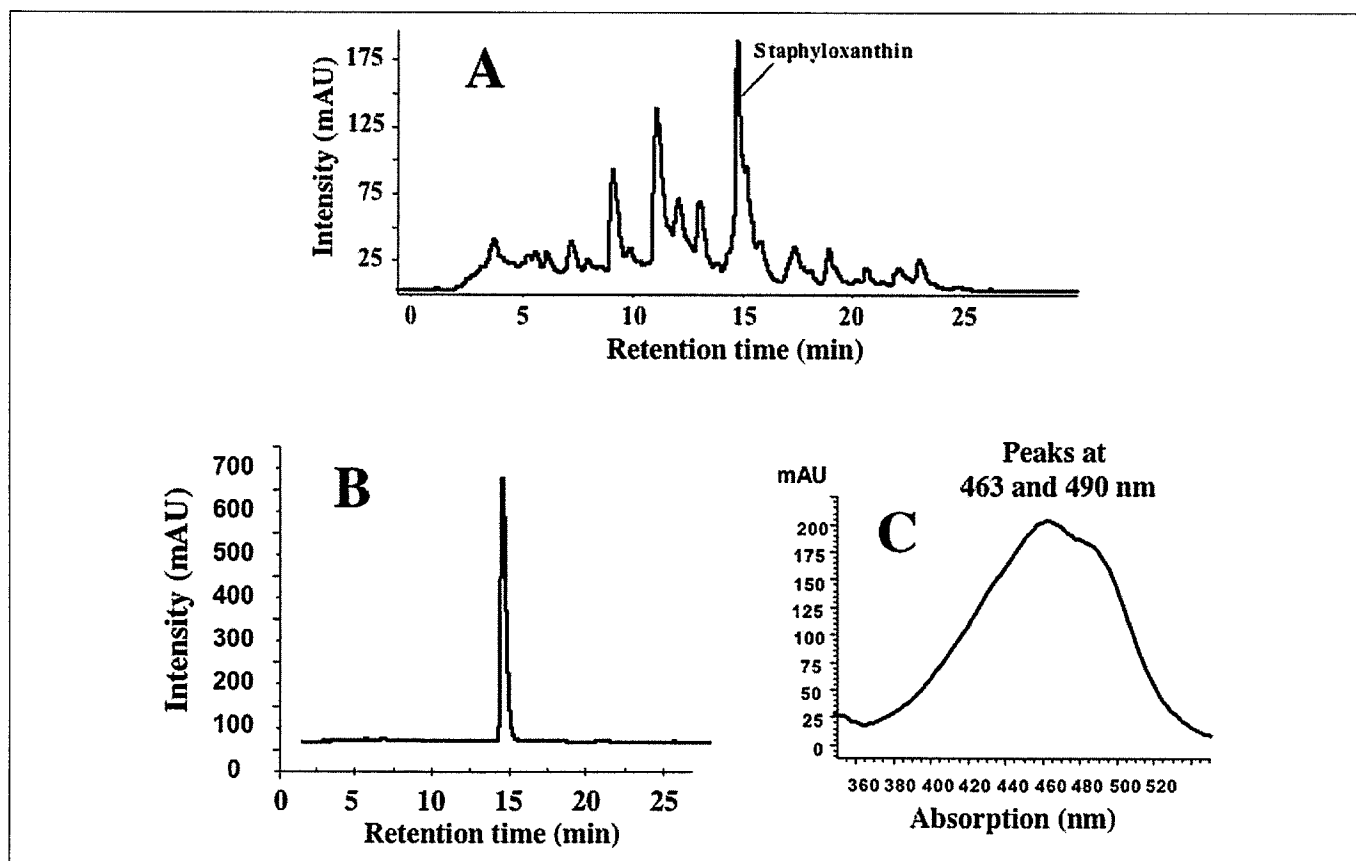 A
Staphyloxanthin
Intensity (mAU)
175
125
75
25
0 5 10 15 20 25
Retention time (min)
B
Intensity (mAU)
700
600
500
400
300
200
100
0
0 5 10 15 20 25
Retention time (min)
Peaks at
463 and 490 nm
mAU
C
200
175
150
125
100
75
50
25
0
360 380 400 420 440 460 480 500 520
Absorption (nm)